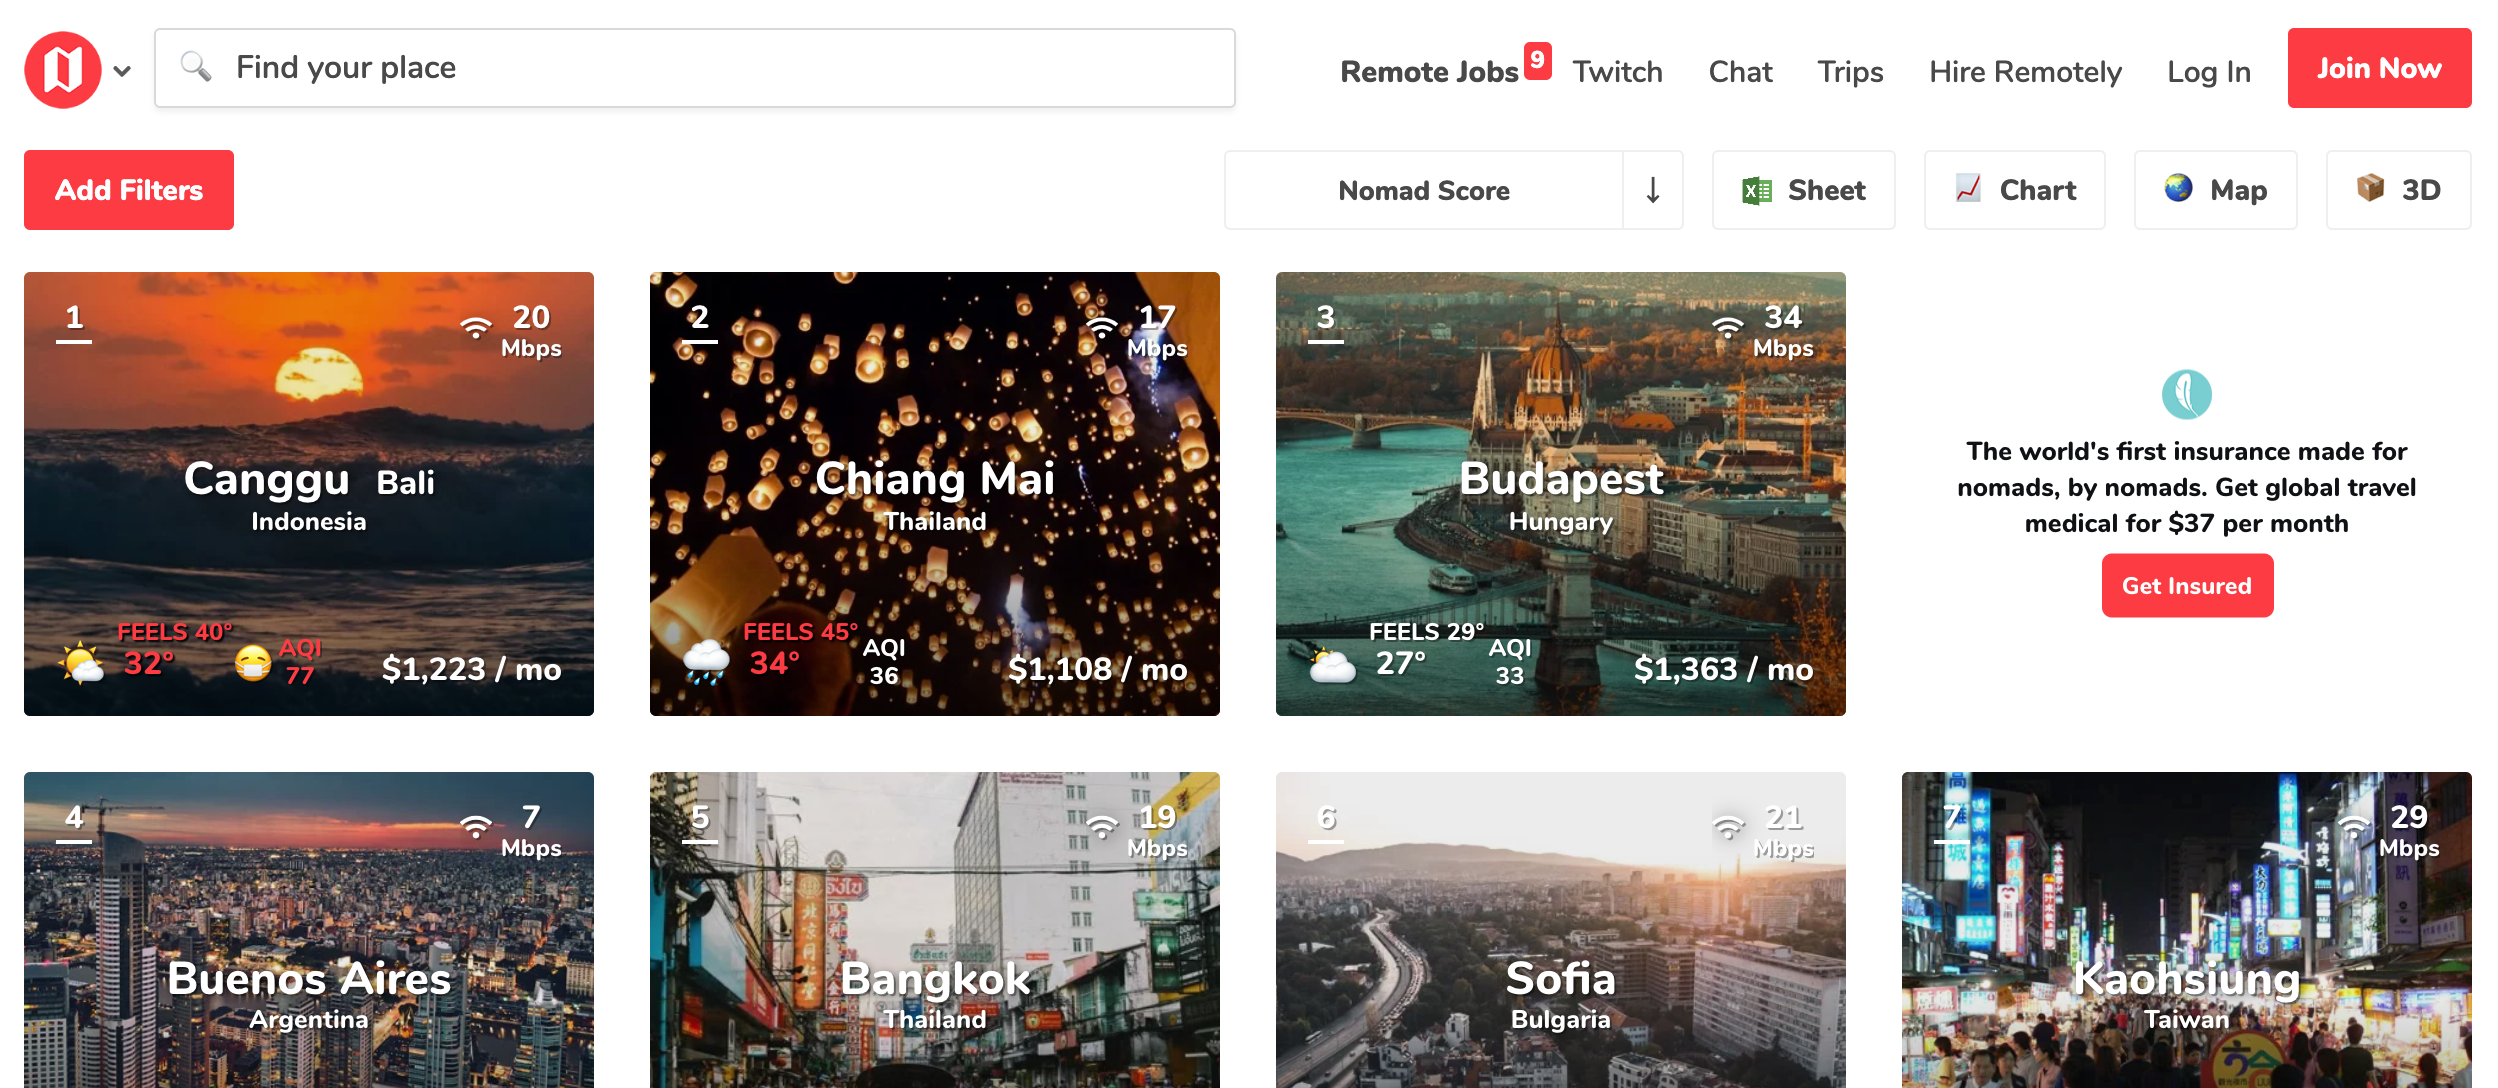 Find your place
Remote Jobs 9
Twitch
Chat
Trips
Hire Remotely
Log In
Join Now
Add Filters
Nomad Score ↓
Sheet
Chart
Map
3D
1
20
Mbps
Canggu Bali
Indonesia
FEELS 40°
32°
AQI
77
$1,223 / mo
2
17
Mbps
Chiang Mai
Thailand
FEELS 45°
34°
AQI
36
$1,108 / mo
3
34
Mbps
Budapest
Hungary
FEELS 29°
27°
AQI
33
$1,363 / mo
The world's first insurance made for
nomads, by nomads. Get global travel
medical for $37 per month
Get Insured
4
7
Mbps
Buenos Aires
Argentina
5
19
Mbps
Bangkok
Thailand
6
21
Mbps
Sofia
Bulgaria
7
29
Mbps
Kaohsiung
Taiwan